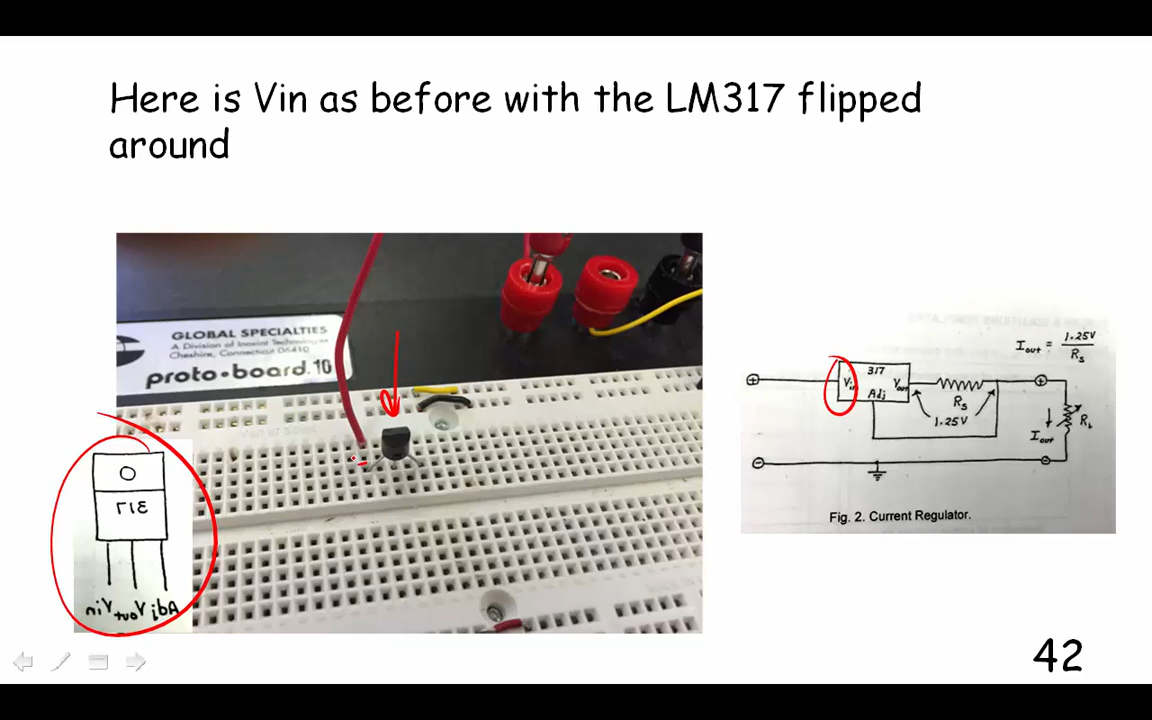 Here is Vin as before with the LM317 flipped
around
GLOBAL SPECIALTIES
A Division of Inoxint Technologies
Cheshire, Connecticut 06410
proto·board 10
317
Vin
Vout
Adj
Vin
317
Vout
Adj
Rs
1.25V
Iout = 1.25V / Rs
Iout
RL
Fig. 2. Current Regulator.
42